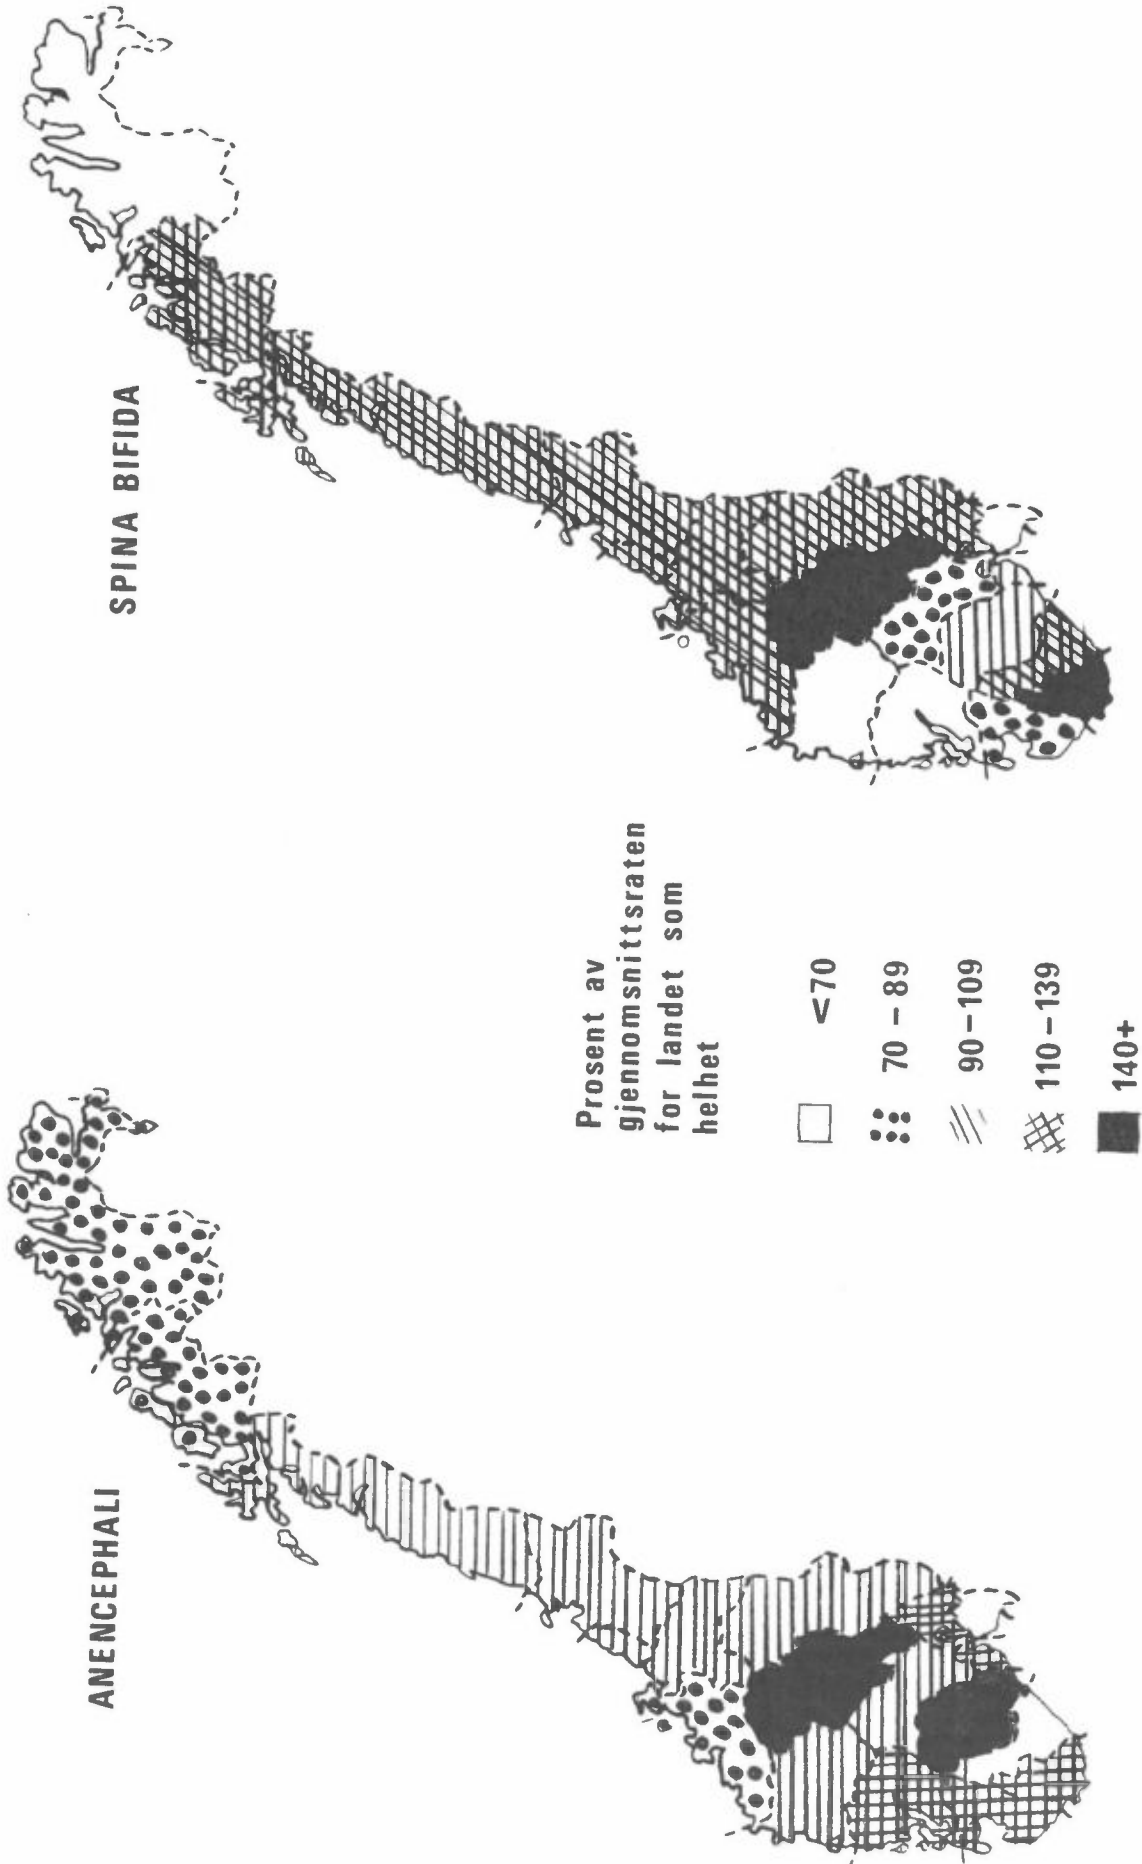 SPINA BIFIDA
ANENCEPHALI
Prosent av
gjennomsnittsraten
for landet som
helhet
<70
70 – 89
90 – 109
110 – 139
140+